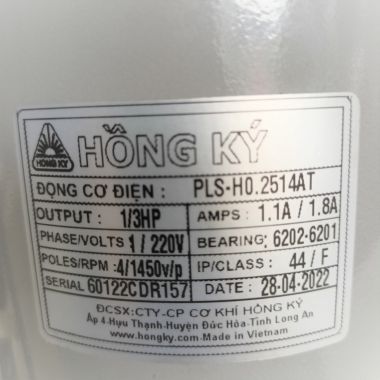 HỒNG KÝ
HONG KY
ĐỘNG CƠ ĐIỆN : PLS-H0.2514AT
OUTPUT : 1/3HP AMPS : 1.1A / 1.8A
PHASE/VOLTS 1 / 220V BEARING: 6202-6201
POLES/RPM : 4/1450v/p IP/CLASS : 44 / F
SERIAL 60122CDR157 DATE : 28-04-2022
ĐCSX:CTY-CP CƠ KHÍ HỒNG KÝ
Ấp 4-Hựu Thạnh-Huyện Đức Hòa-Tỉnh Long An
www.hongky.com Made in Vietnam